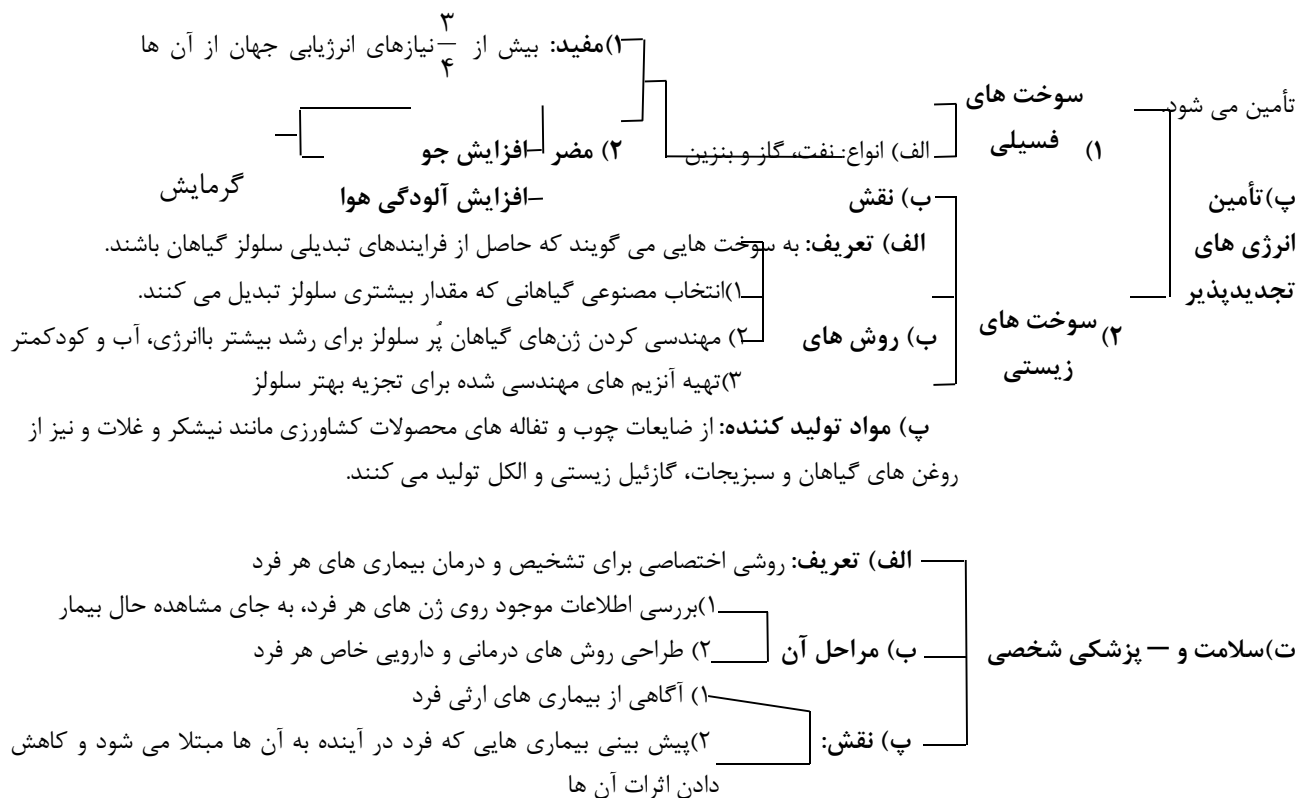 ۱)مفید: بیش از ۳/۴ نیازهای انرژیابی جهان از آن ها
تأمین می شود.
سوخت های
۱) فسیلی
الف) انواع: نفت، گاز و بنزین
۲) مضر
افزایش جو
گرمایش
پ)تأمین
ب) نقش
-افزایش آلودگی هوا
انرژی های
الف) تعریف: به سوخت هایی می گویند که حاصل از فرایندهای تبدیلی سلولز گیاهان باشند.
تجدیدپذیر
۱)انتخاب مصنوعی گیاهانی که مقدار بیشتری سلولز تبدیل می کنند.
۲) سوخت های
زیستی
ب) روش های
۲) مهندسی کردن ژن‌های گیاهان پُر سلولز برای رشد بیشتر باانرژی، آب و کودکمتر
۳)تهیه آنزیم های مهندسی شده برای تجزیه بهتر سلولز
پ) مواد تولید کننده: از ضایعات چوب و تفاله های محصولات کشاورزی مانند نیشکر و غلات و نیز از
روغن های گیاهان و سبزیجات، گازئیل زیستی و الکل تولید می کنند.
الف) تعریف: روشی اختصاصی برای تشخیص و درمان بیماری های هر فرد
۱)بررسی اطلاعات موجود روی ژن های هر فرد، به جای مشاهده حال بیمار
ت)سلامت و – پزشکی شخصی
ب) مراحل آن
۲) طراحی روش های درمانی و دارویی خاص هر فرد
۱) آگاهی از بیماری های ارثی فرد
پ) نقش:
۲)پیش بینی بیماری هایی که فرد در آینده به آن ها مبتلا می شود و کاهش
دادن اثرات آن ها